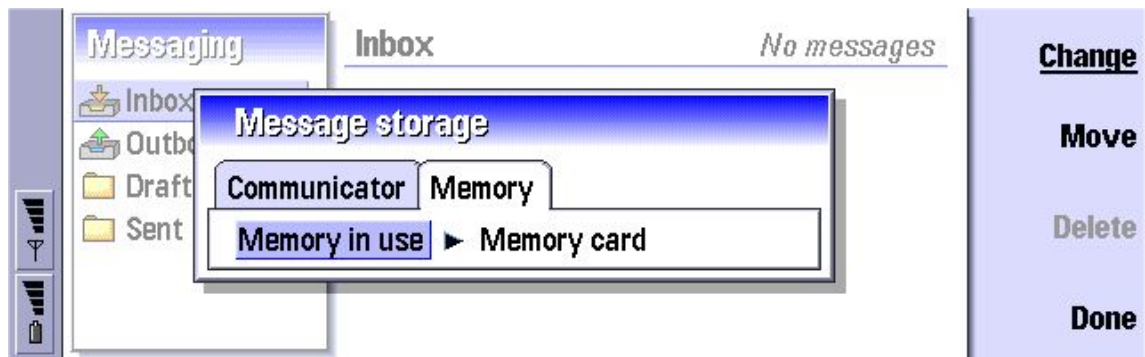 Messaging
Inbox No messages
Change
Inbox
Message storage
Outbo
Communicator Memory
Move
Draft
Sent
Memory in use ► Memory card
Delete
Done